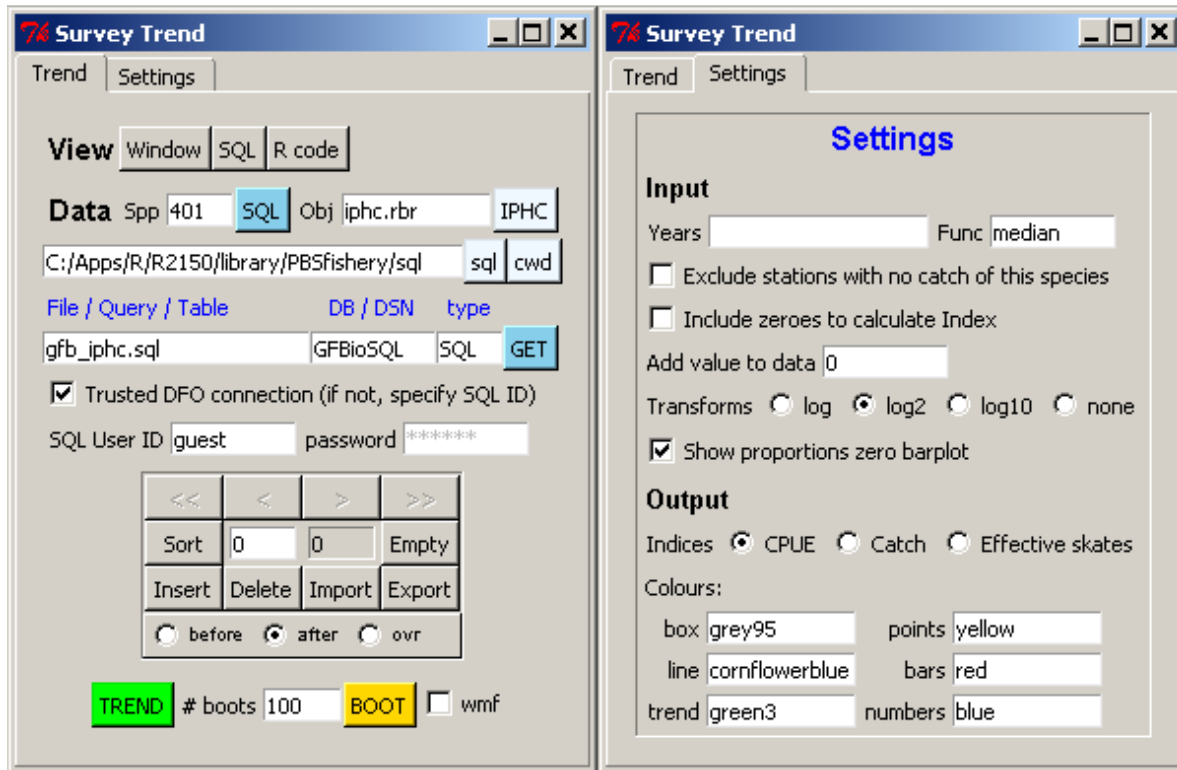 Survey Trend
Trend Settings
View Window SQL R code
Data Spp 401 SQL Obj iphc.rbr IPHC
C:/Apps/R/R2150/library/PBSfishery/sql sql cwd
File / Query / Table DB / DSN type
gfb_iphc.sql GFBioSQL SQL GET
Trusted DFO connection (if not, specify SQL ID)
SQL User ID guest password ******
<< < > >>
Sort 0 0 Empty
Insert Delete Import Export
before after ovr
TREND # boots 100 BOOT wmf
Survey Trend
Trend Settings
Settings
Input
Years Func median
Exclude stations with no catch of this species
Include zeroes to calculate Index
Add value to data 0
Transforms log log2 log10 none
Show proportions zero barplot
Output
Indices CPUE Catch Effective skates
Colours:
box grey95 points yellow
line cornflowerblue bars red
trend green3 numbers blue